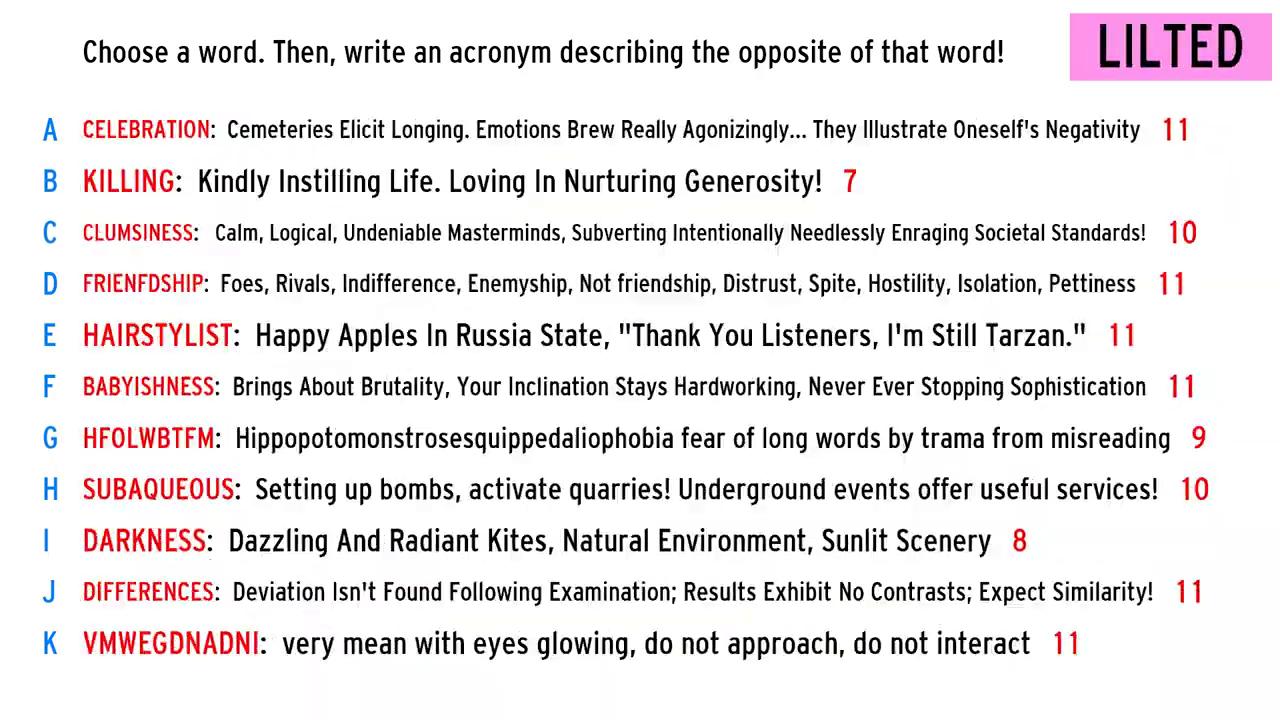 Choose a word. Then, write an acronym describing the opposite of that word!
LILTED
A CELEBRATION: Cemeteries Elicit Longing. Emotions Brew Really Agonizingly... They Illustrate Oneself's Negativity 11
B KILLING: Kindly Instilling Life. Loving In Nurturing Generosity! 7
C CLUMSINESS: Calm, Logical, Undeniable Masterminds, Subverting Intentionally Needlessly Enraging Societal Standards! 10
D FRIENFDSHIP: Foes, Rivals, Indifference, Enemyship, Not friendship, Distrust, Spite, Hostility, Isolation, Pettiness 11
E HAIRSTYLIST: Happy Apples In Russia State, "Thank You Listeners, I'm Still Tarzan." 11
F BABYISHNESS: Brings About Brutality, Your Inclination Stays Hardworking, Never Ever Stopping Sophistication 11
G HFOLWBTFM: Hippopotomonstrosesquippedaliophobia fear of long words by trama from misreading 9
H SUBAQUEOUS: Setting up bombs, activate quarries! Underground events offer useful services! 10
I DARKNESS: Dazzling And Radiant Kites, Natural Environment, Sunlit Scenery 8
J DIFFERENCES: Deviation Isn't Found Following Examination; Results Exhibit No Contrasts; Expect Similarity! 11
K VMWEGDNADNI: very mean with eyes glowing, do not approach, do not interact 11